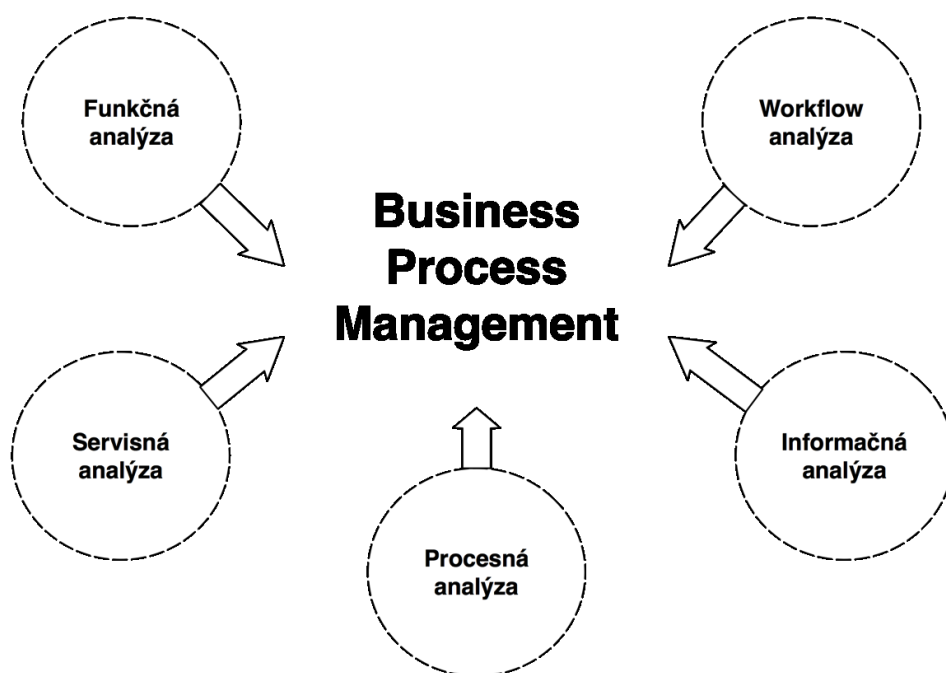 Funkčná
analýza
Workflow
analýza
Business
Process
Management
Servisná
analýza
Informačná
analýza
Procesná
analýza